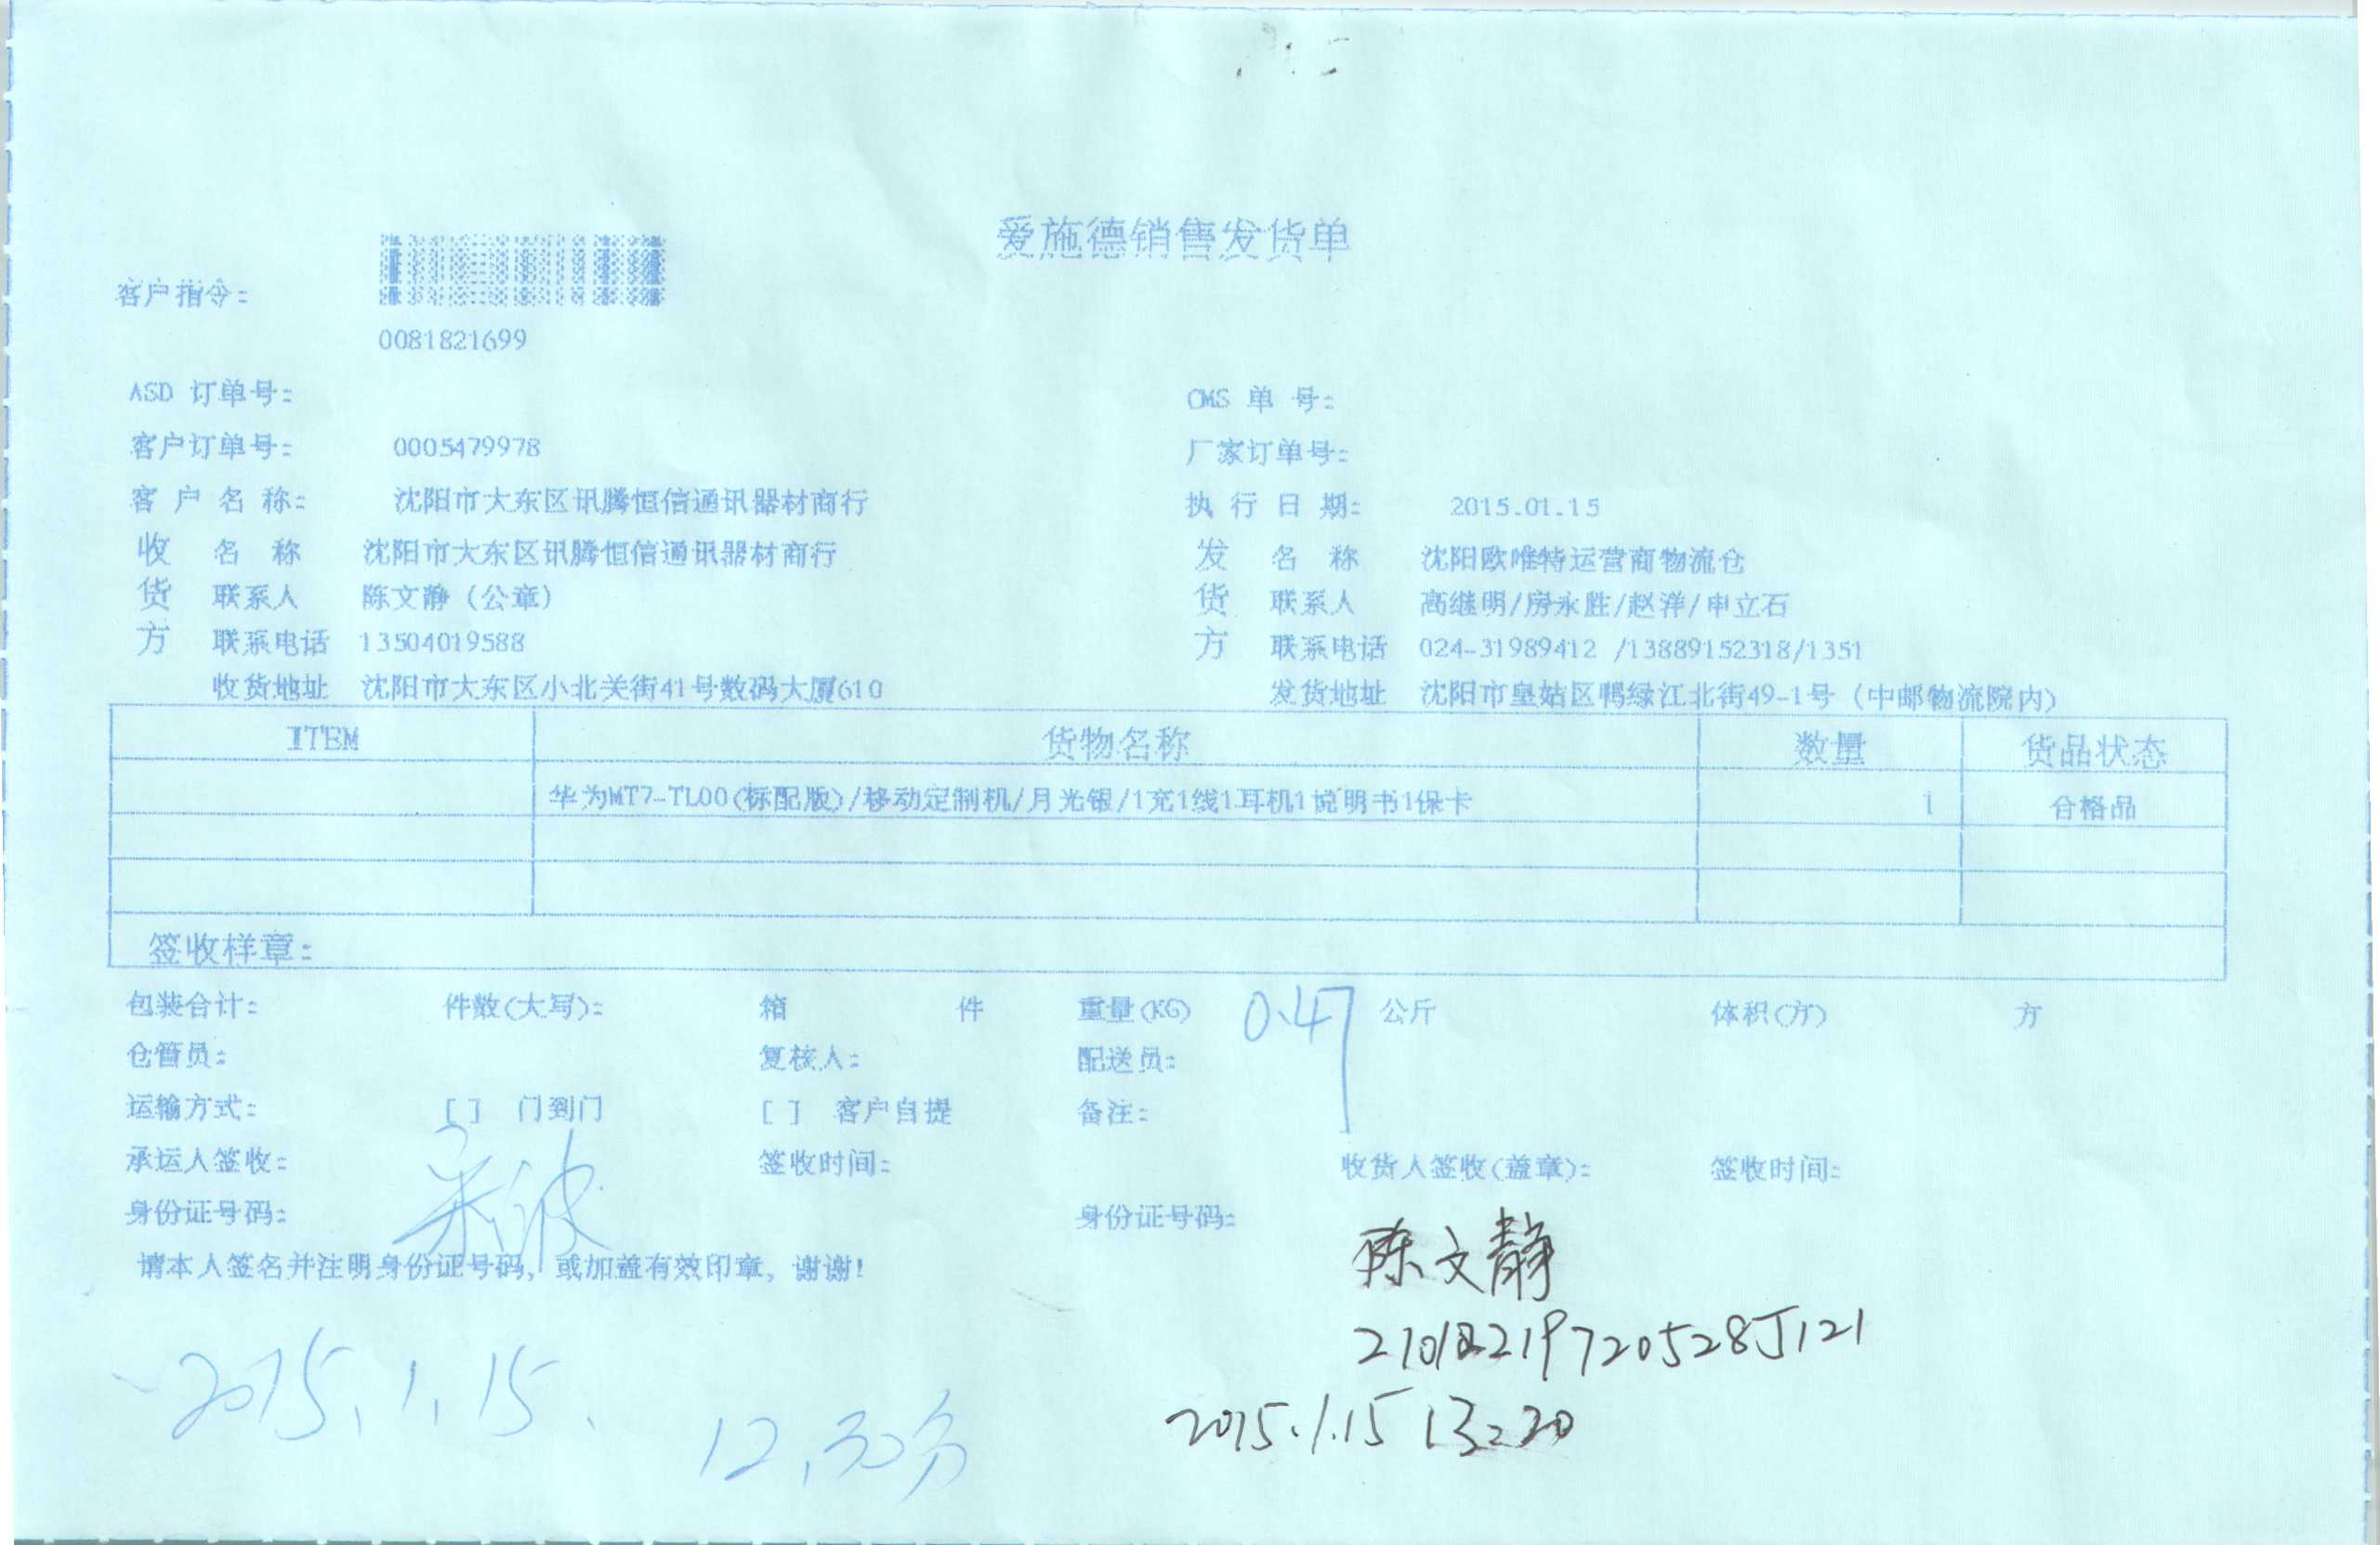 爱施德销售发货单
客户指令:
0081821699
ASD 订单号: CMS 单 号:
客户订单号: 0005479978 厂家订单号:
客 户 名 称: 沈阳市大东区讯腾恒信通讯器材商行 执 行 日 期: 2015.01.15
收 名 称 沈阳市大东区讯腾恒信通讯器材商行 发 名 称 沈阳欧唯特运营商物流仓
货 联系人 陈文静（公章） 货 联系人 高继明/房永胜/赵洋/申立石
方 联系电话 13504019588 方 联系电话 024-31989412 /13889152318/1351
收货地址 沈阳市大东区小北关街41号数码大厦610 发货地址 沈阳市皇姑区鸭绿江北街49-1号（中邮物流院内）
ITEM 货物名称 数量 货品状态
华为MT7-TL00(标配版)/移动定制机/月光银/1充1线1耳机1说明书1保卡 1 合格品
签收样章:
包装合计: 件数(大写): 箱 件 重量(KG) 0.47 公斤 体积(方) 方
仓管员: 复核人: 配送员:
运输方式: [ ] 门到门 [ ] 客户自提 备注:
承运人签收: 签收时间: 收货人签收(盖章): 签收时间:
身份证号码: 身份证号码:
请本人签名并注明身份证号码, 或加盖有效印章, 谢谢!
陈文静
2015.1.15. 12.30分
2015.1.15 13:20